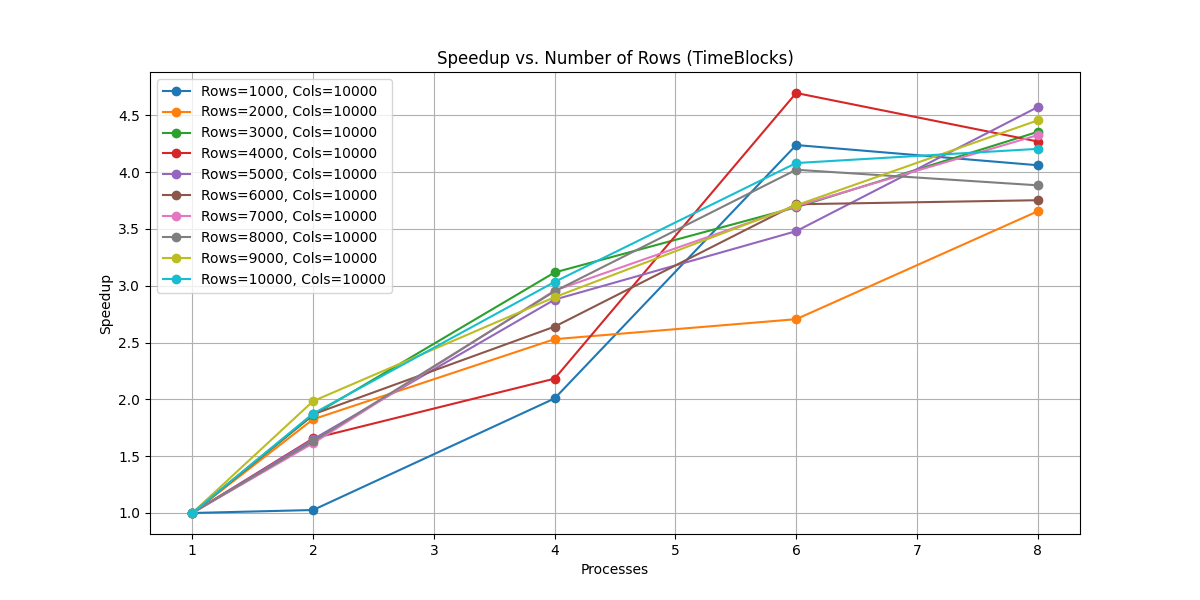 Speedup vs. Number of Rows (TimeBlocks)
Rows=1000, Cols=10000
Rows=2000, Cols=10000
Rows=3000, Cols=10000
Rows=4000, Cols=10000
Rows=5000, Cols=10000
Rows=6000, Cols=10000
Rows=7000, Cols=10000
Rows=8000, Cols=10000
Rows=9000, Cols=10000
Rows=10000, Cols=10000
Speedup
4.5
4.0
3.5
3.0
2.5
2.0
1.5
1.0
1 2 3 4 5 6 7 8
Processes